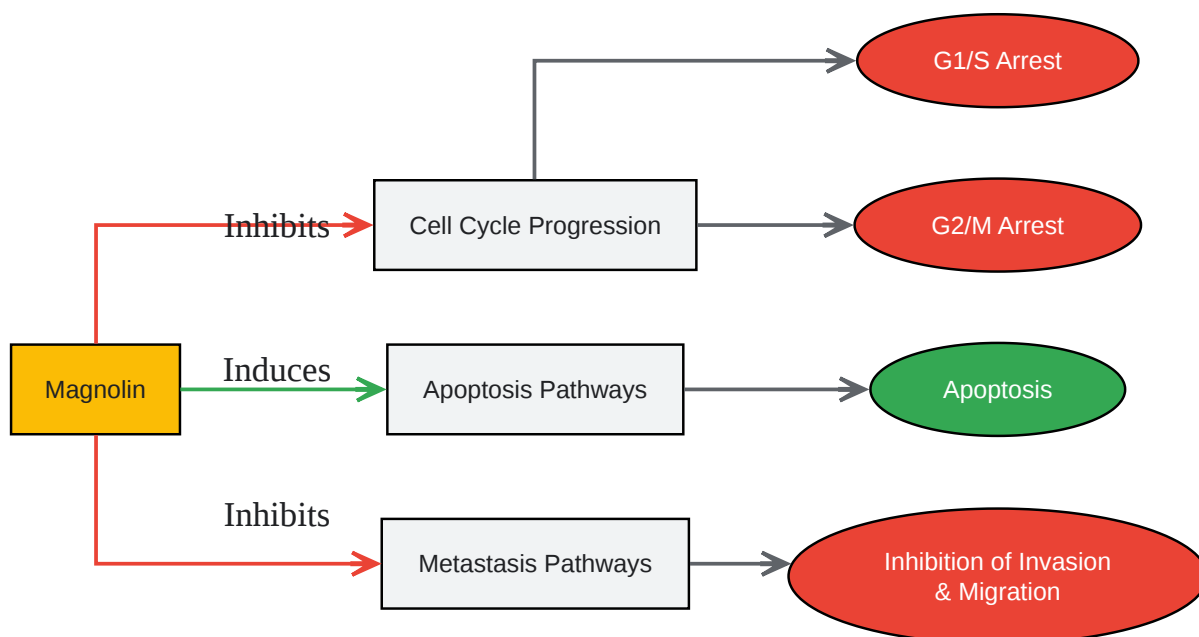 G1/S Arrest
Inhibits
Cell Cycle Progression
G2/M Arrest
Magnolin
Induces
Apoptosis Pathways
Apoptosis
Inhibits
Metastasis Pathways
Inhibition of Invasion
& Migration